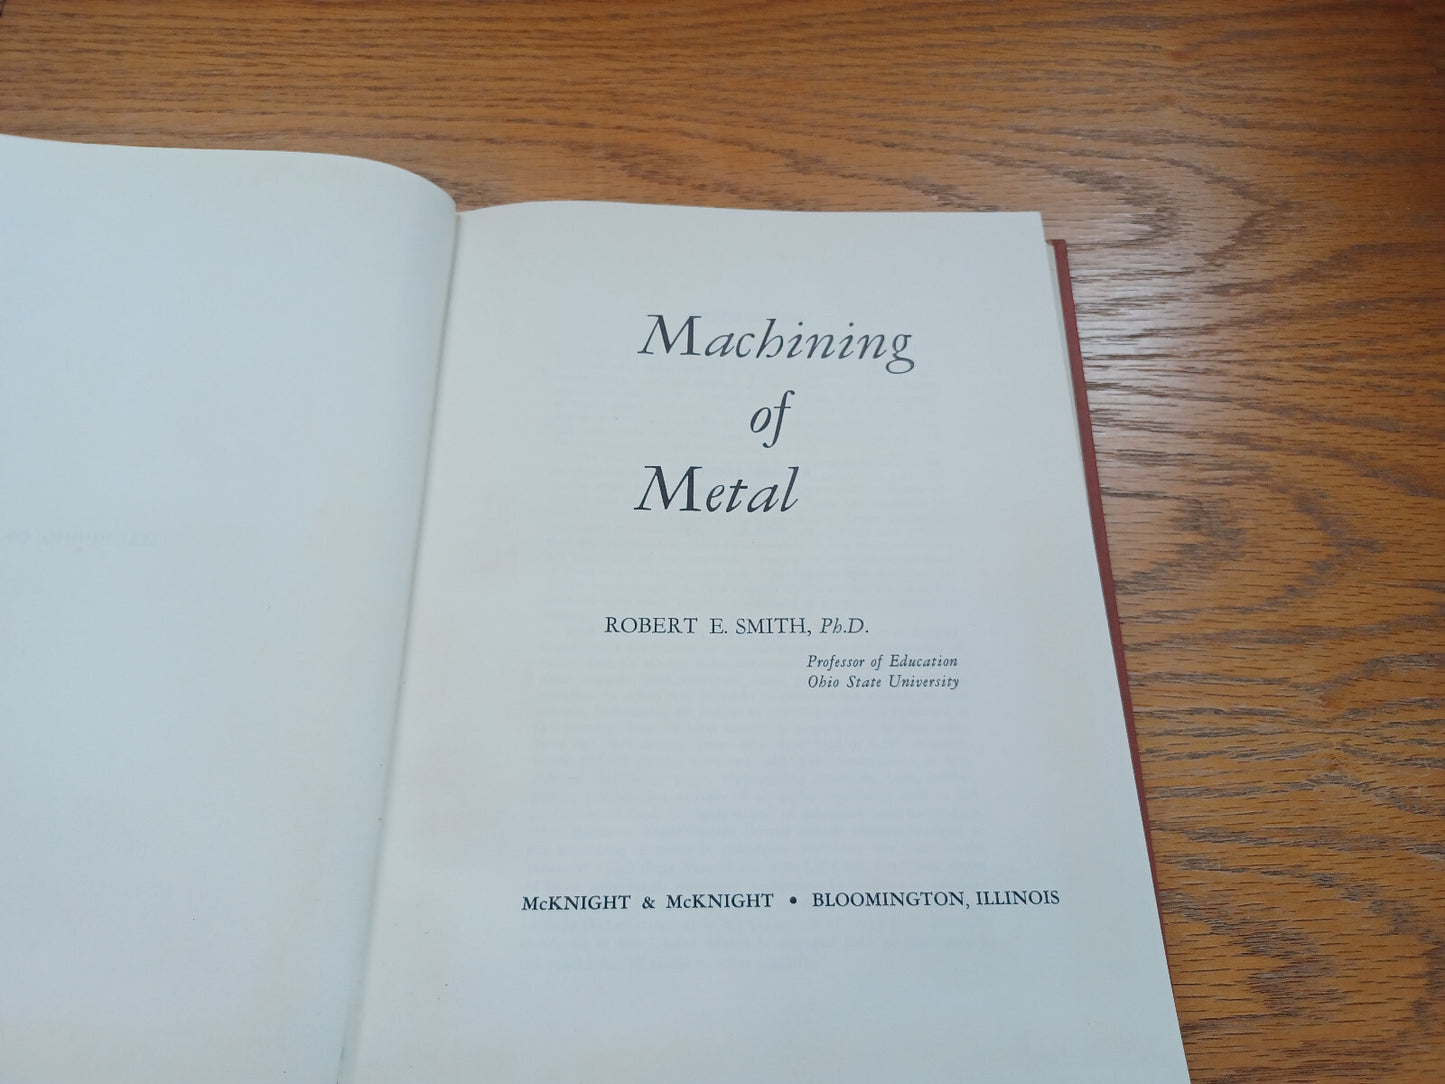 Machining
of
Metal
ROBERT E. SMITH, Ph.D.
Professor of Education
Ohio State University
McKNIGHT & McKNIGHT • BLOOMINGTON, ILLINOIS